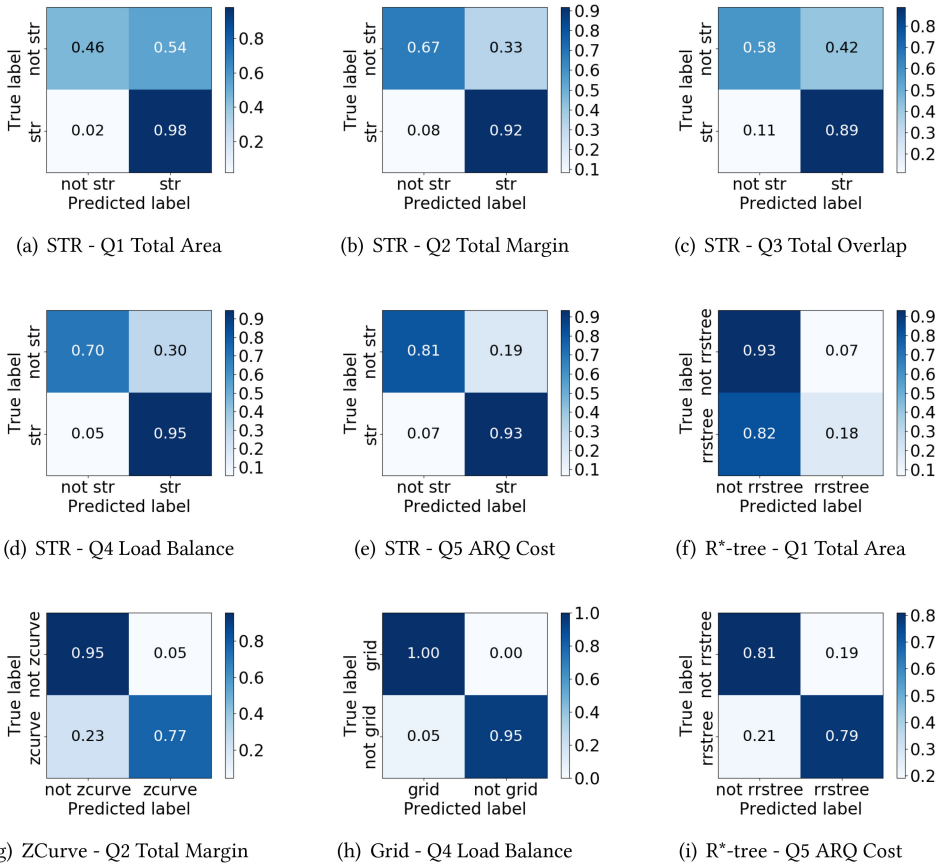 True label
not str
str
0.46
0.54
0.02
0.98
not str
str
Predicted label
0.8
0.6
0.4
0.2
(a) STR - Q1 Total Area
True label
not str
str
0.67
0.33
0.08
0.92
not str
str
Predicted label
0.9
0.8
0.7
0.6
0.5
0.4
0.3
0.2
0.1
(b) STR - Q2 Total Margin
True label
not str
str
0.58
0.42
0.11
0.89
not str
str
Predicted label
0.8
0.7
0.6
0.5
0.4
0.3
0.2
(c) STR - Q3 Total Overlap
True label
not str
str
0.70
0.30
0.05
0.95
not str
str
Predicted label
0.9
0.8
0.7
0.6
0.5
0.4
0.3
0.2
0.1
(d) STR - Q4 Load Balance
True label
not str
str
0.81
0.19
0.07
0.93
not str
str
Predicted label
0.9
0.8
0.7
0.6
0.5
0.4
0.3
0.2
0.1
(e) STR - Q5 ARQ Cost
True label
not rrstree
rrstree
0.93
0.07
0.82
0.18
not rrstree
rrstree
Predicted label
0.9
0.8
0.7
0.6
0.5
0.4
0.3
0.2
0.1
(f) R*-tree - Q1 Total Area
True label
not zcurve
zcurve
0.95
0.05
0.23
0.77
not zcurve
zcurve
Predicted label
0.8
0.6
0.4
0.2
g) ZCurve - Q2 Total Margin
True label
grid
not grid
1.00
0.00
0.05
0.95
grid
not grid
Predicted label
1.0
0.8
0.6
0.4
0.2
0.0
(h) Grid - Q4 Load Balance
True label
not rrstree
rrstree
0.81
0.19
0.21
0.79
not rrstree
rrstree
Predicted label
0.8
0.7
0.6
0.5
0.4
0.3
0.2
(i) R*-tree - Q5 ARQ Cost